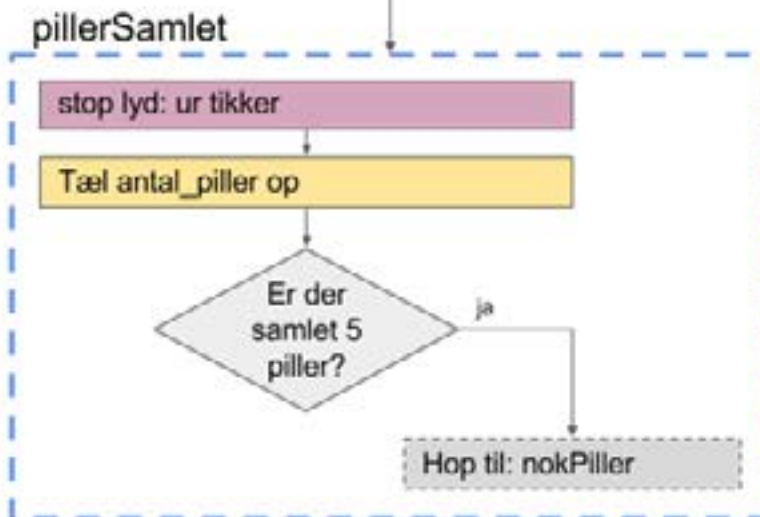 pillerSamlet
stop lyd: ur tikker
Tæl antal_piller op
Er der
samlet 5
piller?
ja
Hop til: nokPiller